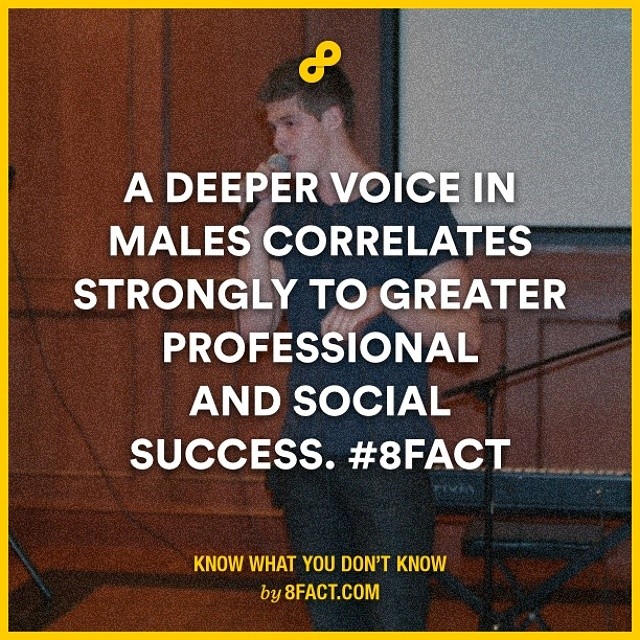 A DEEPER VOICE IN
MALES CORRELATES
STRONGLY TO GREATER
PROFESSIONAL
AND SOCIAL
SUCCESS. #8FACT
KNOW WHAT YOU DON'T KNOW
by 8FACT.COM